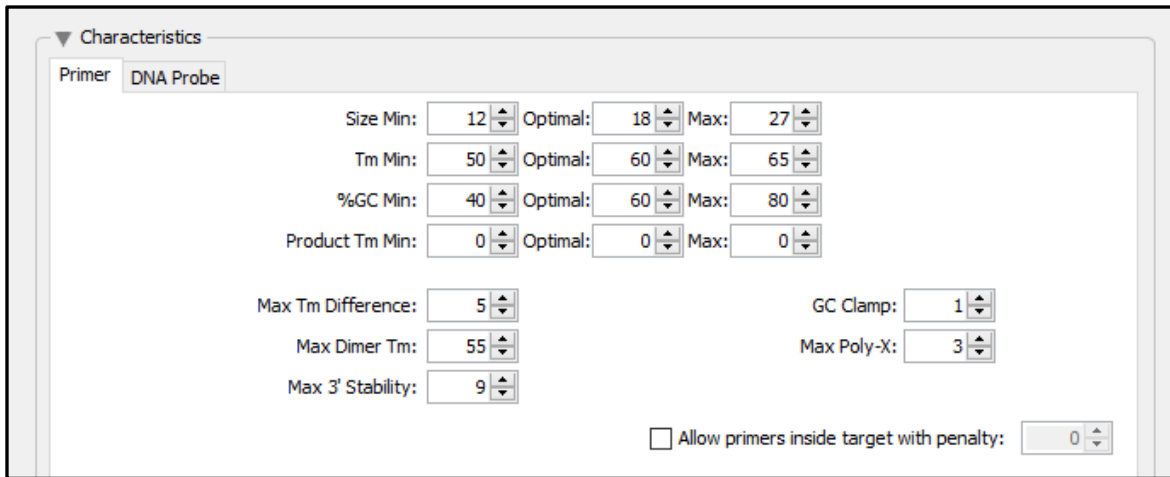 Characteristics
Primer DNA Probe
Size Min: 12 Optimal: 18 Max: 27
Tm Min: 50 Optimal: 60 Max: 65
%GC Min: 40 Optimal: 60 Max: 80
Product Tm Min: 0 Optimal: 0 Max: 0
Max Tm Difference: 5 GC Clamp: 1
Max Dimer Tm: 55 Max Poly-X: 3
Max 3' Stability: 9
Allow primers inside target with penalty: 0